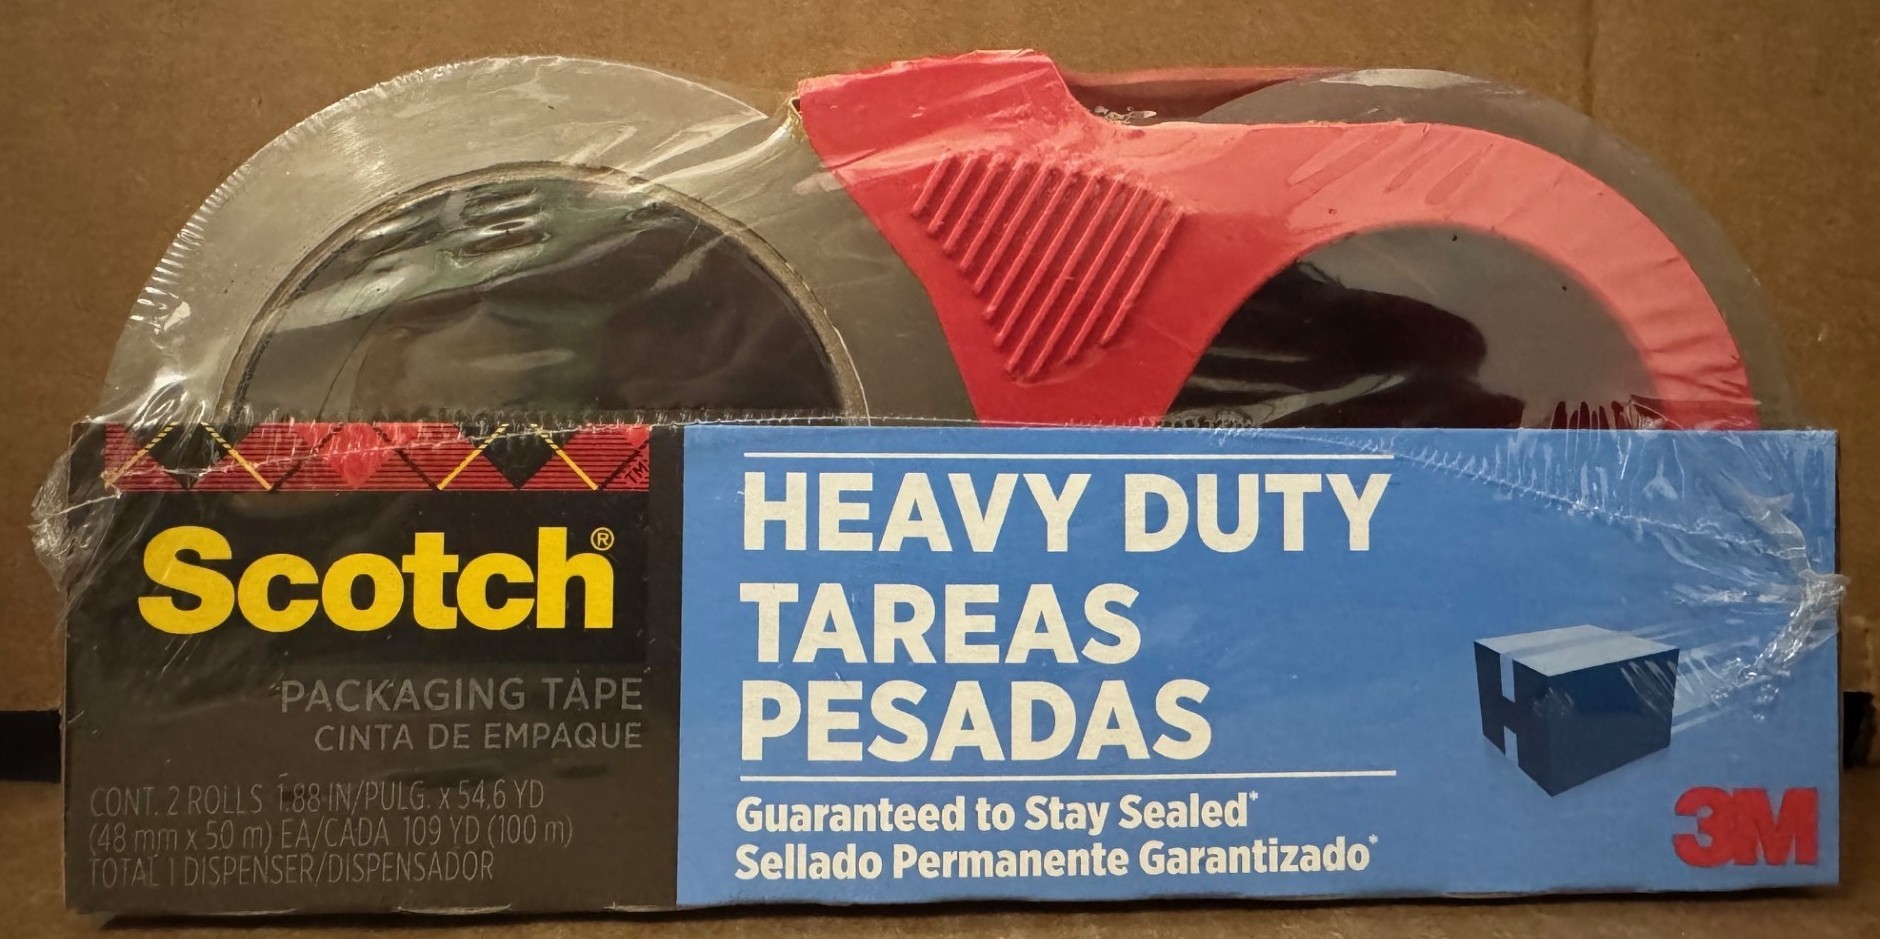 TM
Scotch®
PACKAGING TAPE
CINTA DE EMPAQUE
CONT. 2 ROLLS 1.88 IN/PULG. x 54.6 YD
(48 mm x 50 m) EA/CADA 109 YD (100 m)
TOTAL 1 DISPENSER/DISPENSADOR
HEAVY DUTY
TAREAS
PESADAS
Guaranteed to Stay Sealed*
Sellado Permanente Garantizado*
3M